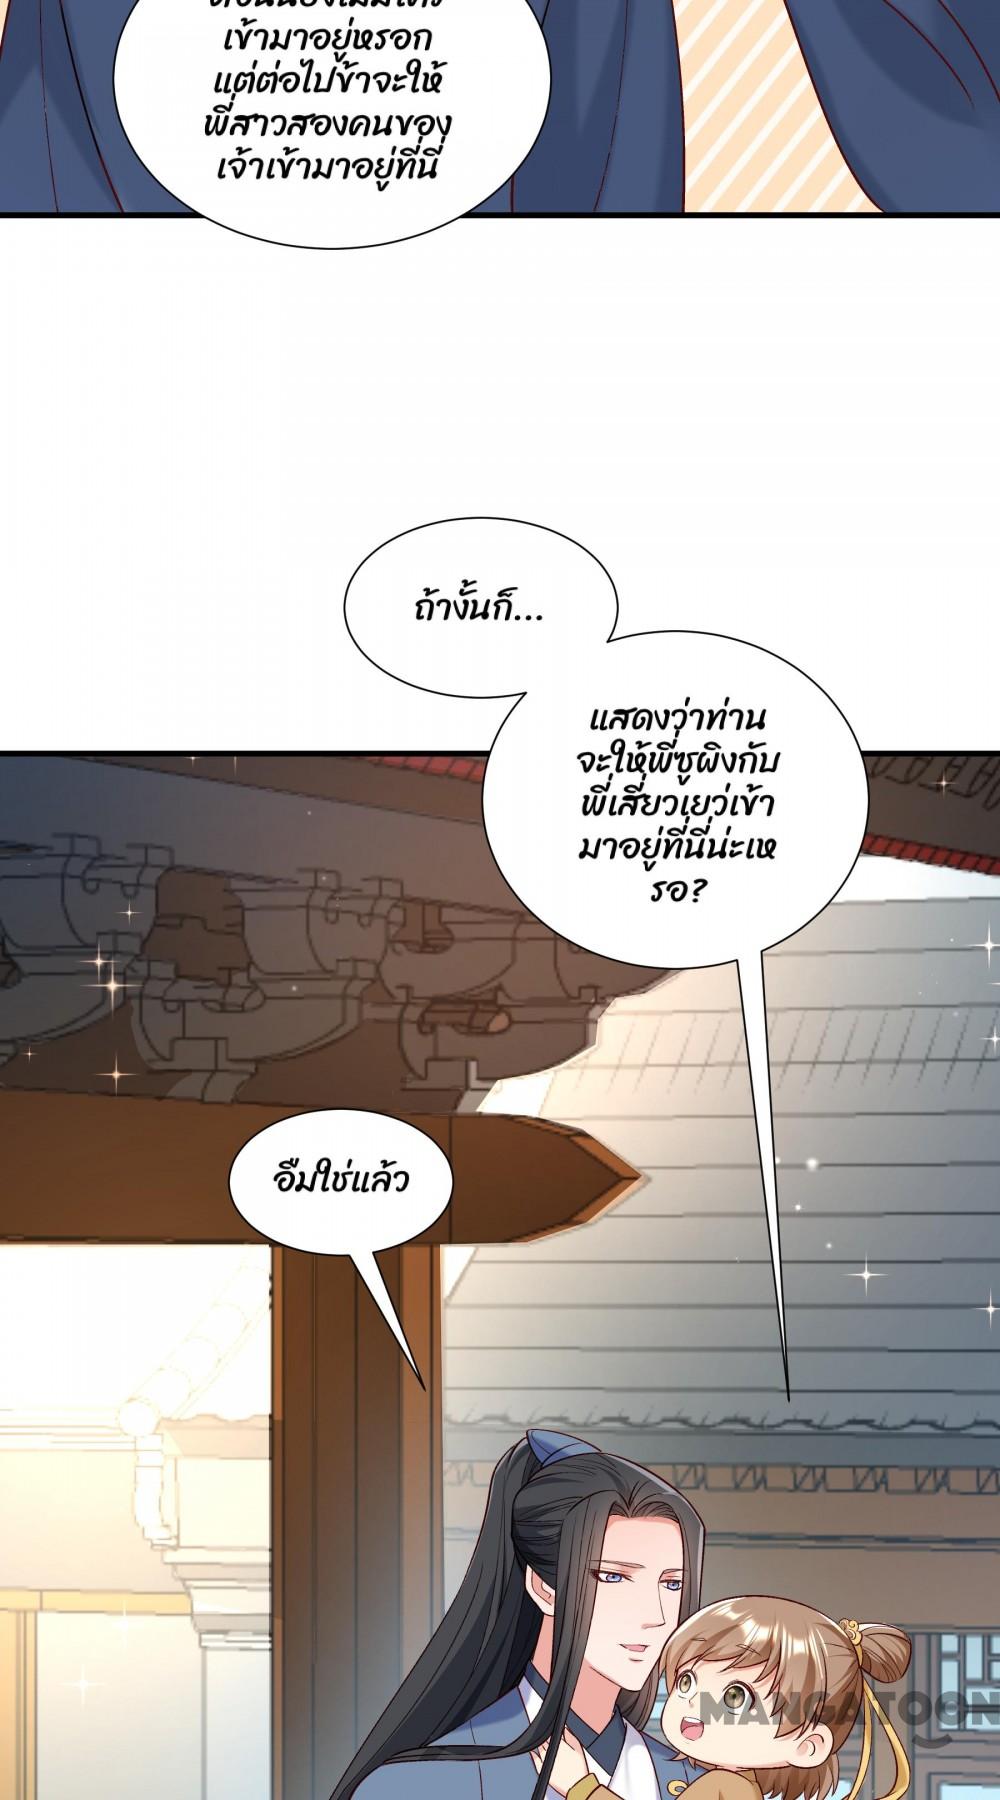 เข้ามาอยู่หรอก
แต่ต่อไปข้าจะให้
พี่สาวสองคนของ
เจ้าเข้ามาอยู่ที่นี่
ถ้างั้นก็...
แสดงว่าท่าน
จะให้พี่ซูผิงกับ
พี่เสี่ยวเยว่เข้า
มาอยู่ที่นี่น่ะเห
รอ?
อืมใช่แล้ว
MANGATOON